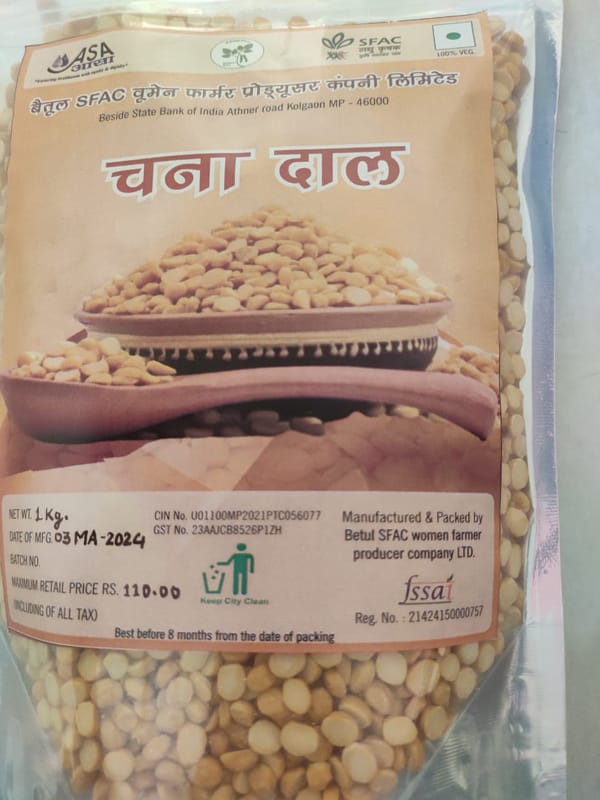 ASA
आशा
SFAC
लघु कृषक
100% VEG.
बैतूल SFAC वूमेन फार्मर प्रोड्यूसर कंपनी लिमिटेड
Beside State Bank of India Athner road Kolgaon MP - 46000
चना दाल
NET WT. 1 Kg.
DATE OF MFG. 03 MA-2024
BATCH NO.
MAXIMUM RETAIL PRICE RS. 110.00
(INCLUDING OF ALL TAX)
CIN No. U01100MP2021PTC056077
GST No. 23AAJCB8526P1ZH
Keep City Clean
Manufactured & Packed by
Betul SFAC women farmer
producer company LTD.
fssai
Reg. No. : 21424150000757
Best before 8 months from the date of packing